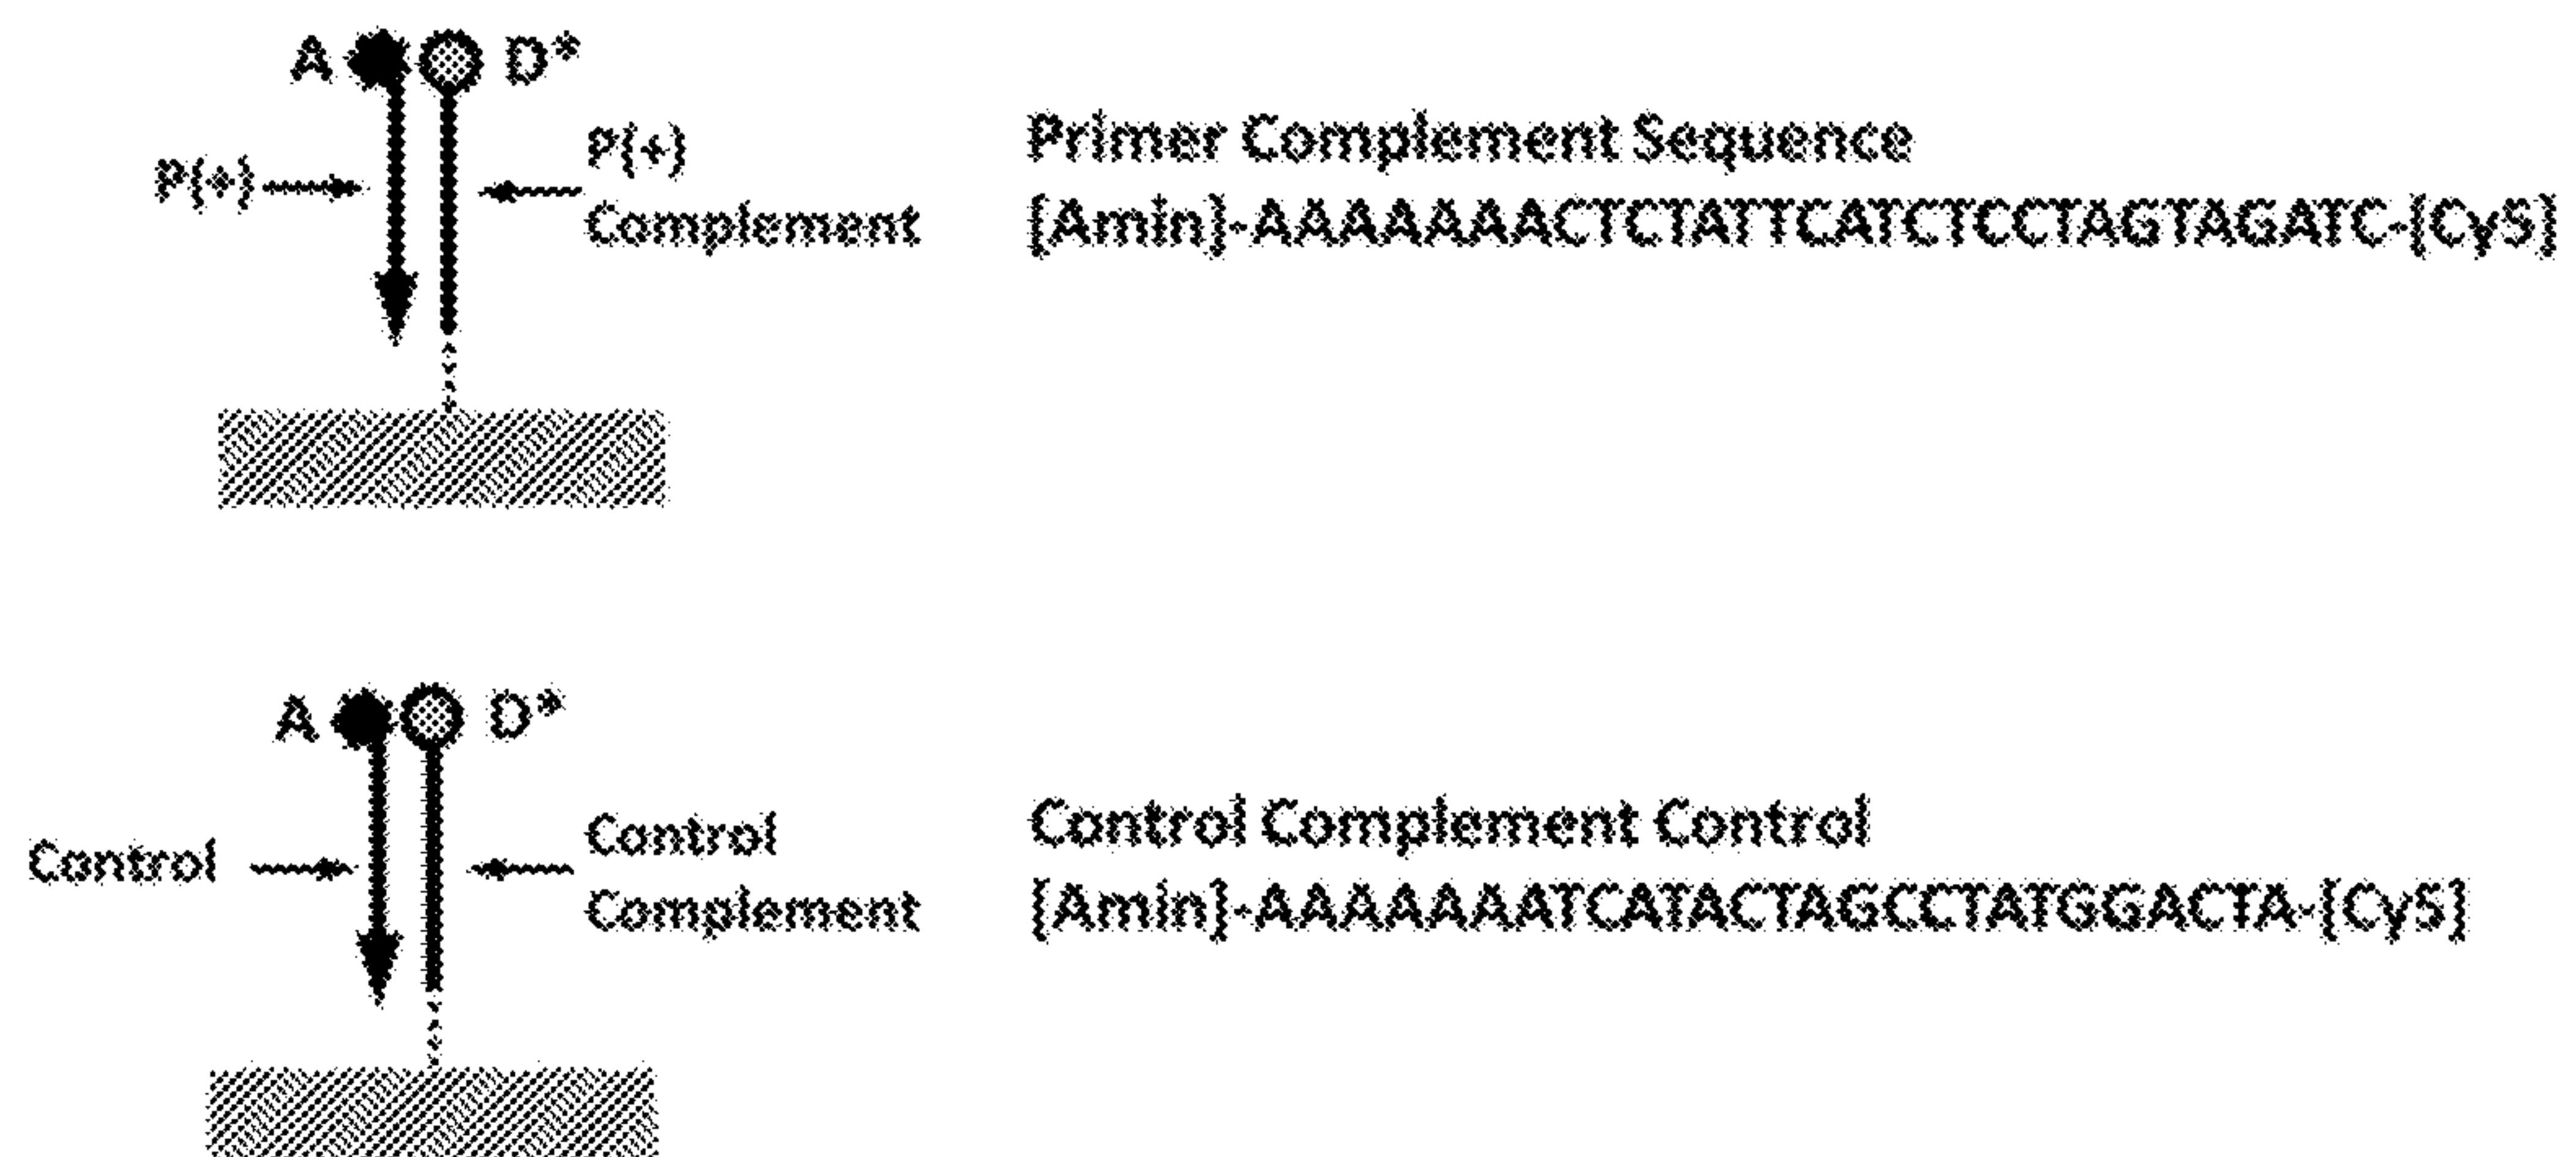 A D*
P(+)
P(+)
Complement
Primer Complement Sequence
[Amin]-AAAAAAACTCTATTCATCTCCTAGTAGATC-[Cy5]
A D*
Control
Control
Complement
Control Complement Control
[Amin]-AAAAAAATCATACTAGCCTATGGACTA-[Cy5]